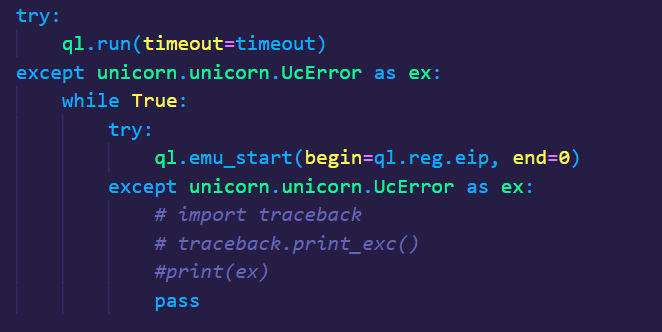 try:
    ql.run(timeout=timeout)
except unicorn.unicorn.UcError as ex:
    while True:
        try:
            ql.emu_start(begin=ql.reg.eip, end=0)
        except unicorn.unicorn.UcError as ex:
            # import traceback
            # traceback.print_exc()
            #print(ex)
            pass